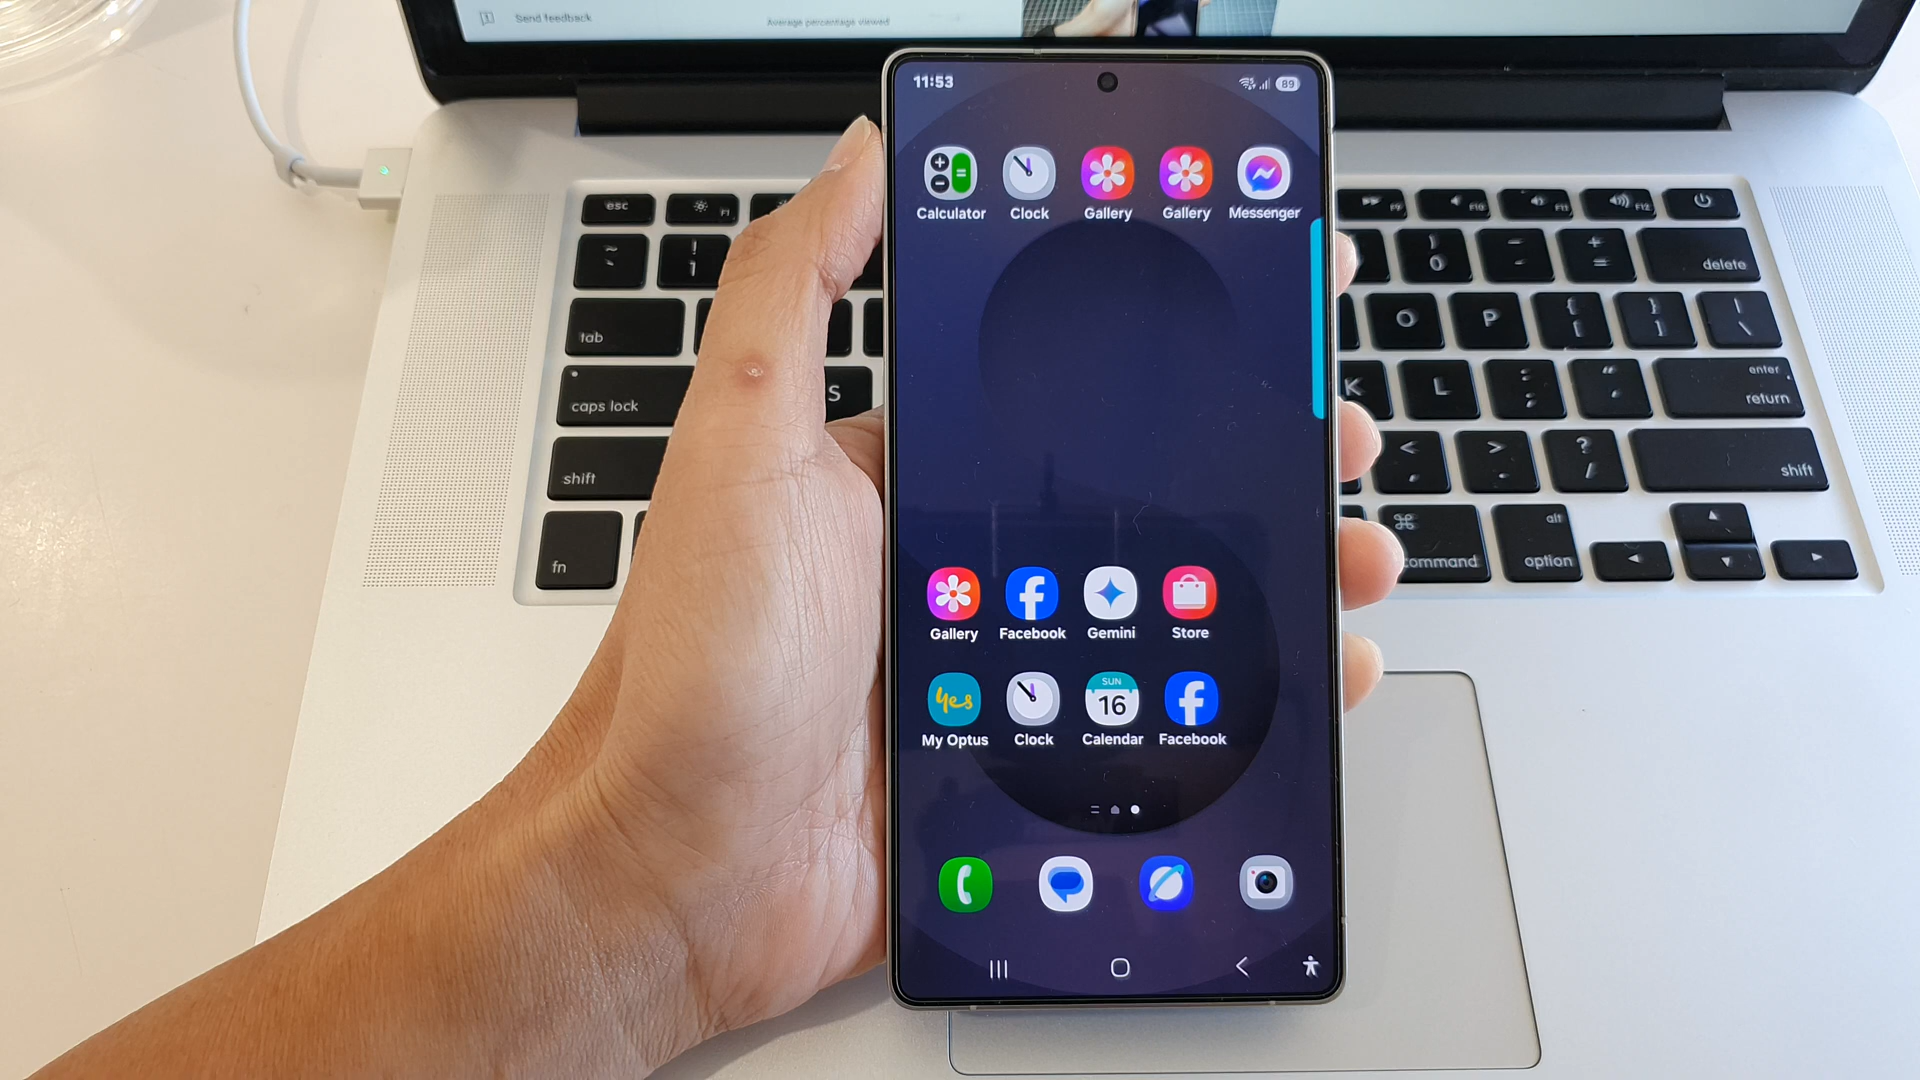 Send feedback
Average percentage viewed
11:53
89
Calculator
Clock
Gallery
Gallery
Messenger
Gallery
Facebook
Gemini
Store
yes
My Optus
Clock
SUN
16
Calendar
Facebook
esc
F1
F9
F10
F11
F12
~
`
!
1
)
0
-
+
=
delete
tab
O
P
{
[
}
]
|
\
caps lock
S
K
L
:
;
"
'
enter
return
shift
<
,
>
.
?
/
shift
fn
⌘
command
alt
option